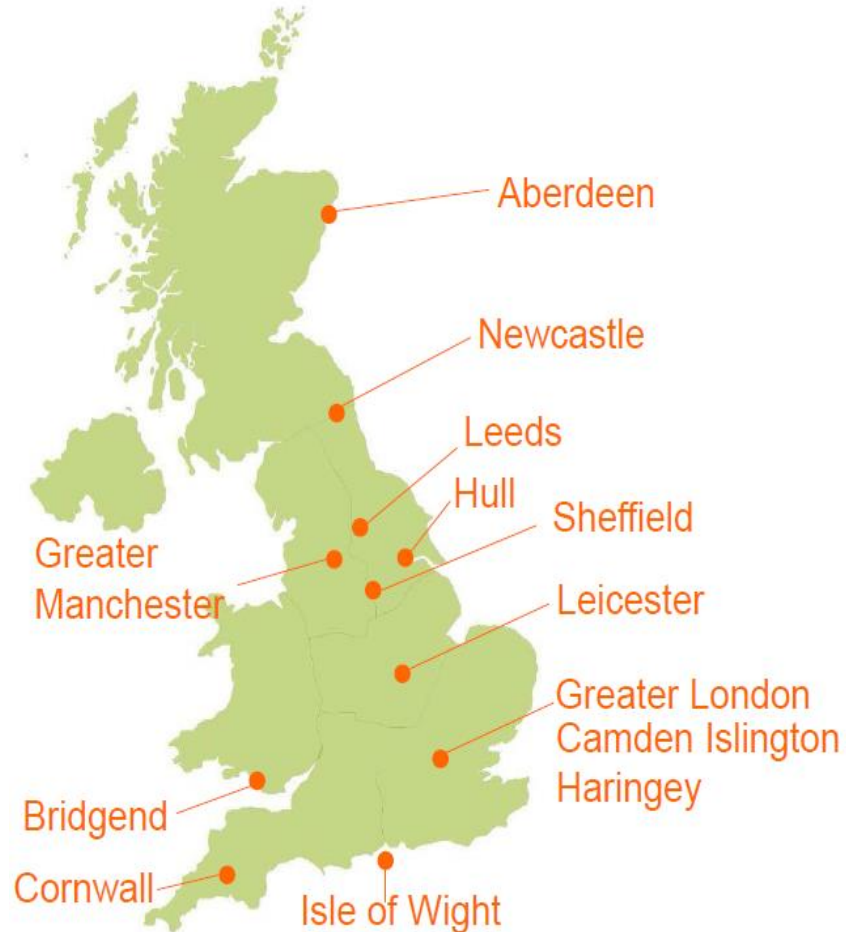 Aberdeen
Newcastle
Leeds
Hull
Sheffield
Greater
Manchester
Leicester
Greater London
Camden Islington
Haringey
Bridgend
Cornwall
Isle of Wight